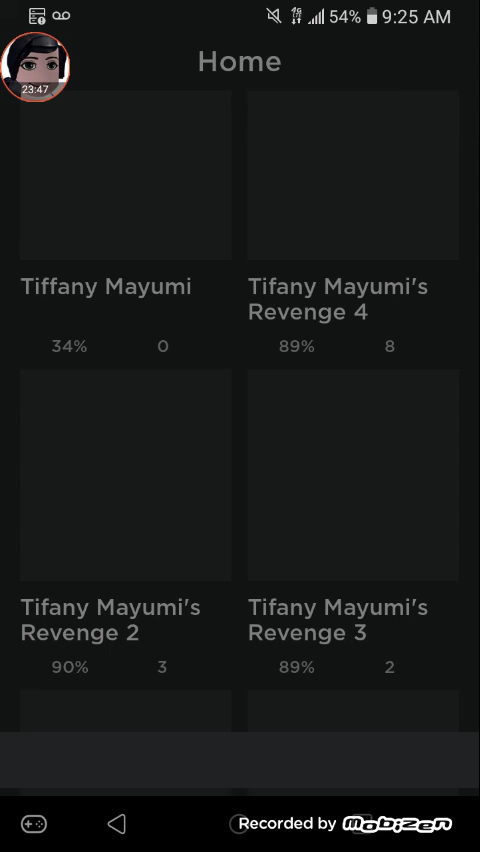 54% 9:25 AM
23:47
Home
Tiffany Mayumi
Tifany Mayumi's
Revenge 4
34% 0
89% 8
Tifany Mayumi's
Revenge 2
Tifany Mayumi's
Revenge 3
90% 3
89% 2
Recorded by Mobizen